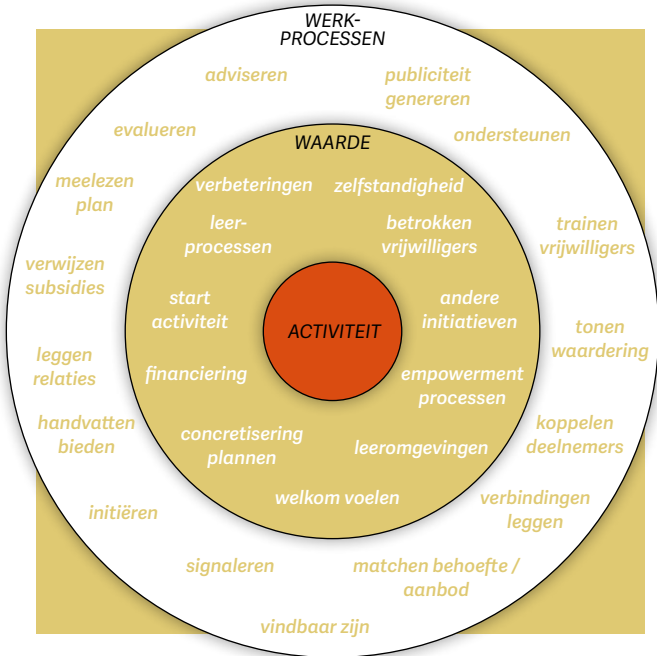 WERK-
PROCESSEN
adviseren
publiciteit
genereren
evalueren
ondersteunen
meelezen
plan
trainen
vrijwilligers
verwijzen
subsidies
tonen
waardering
leggen
relaties
handvatten
bieden
koppelen
deelnemers
initiëren
verbindingen
leggen
signaleren
matchen behoefte /
aanbod
vindbaar zijn
WAARDE
verbeteringen
zelfstandigheid
leer-
processen
betrokken
vrijwilligers
start
activiteit
andere
initiatieven
financiering
empowerment
processen
concretisering
plannen
leeromgevingen
welkom voelen
ACTIVITEIT